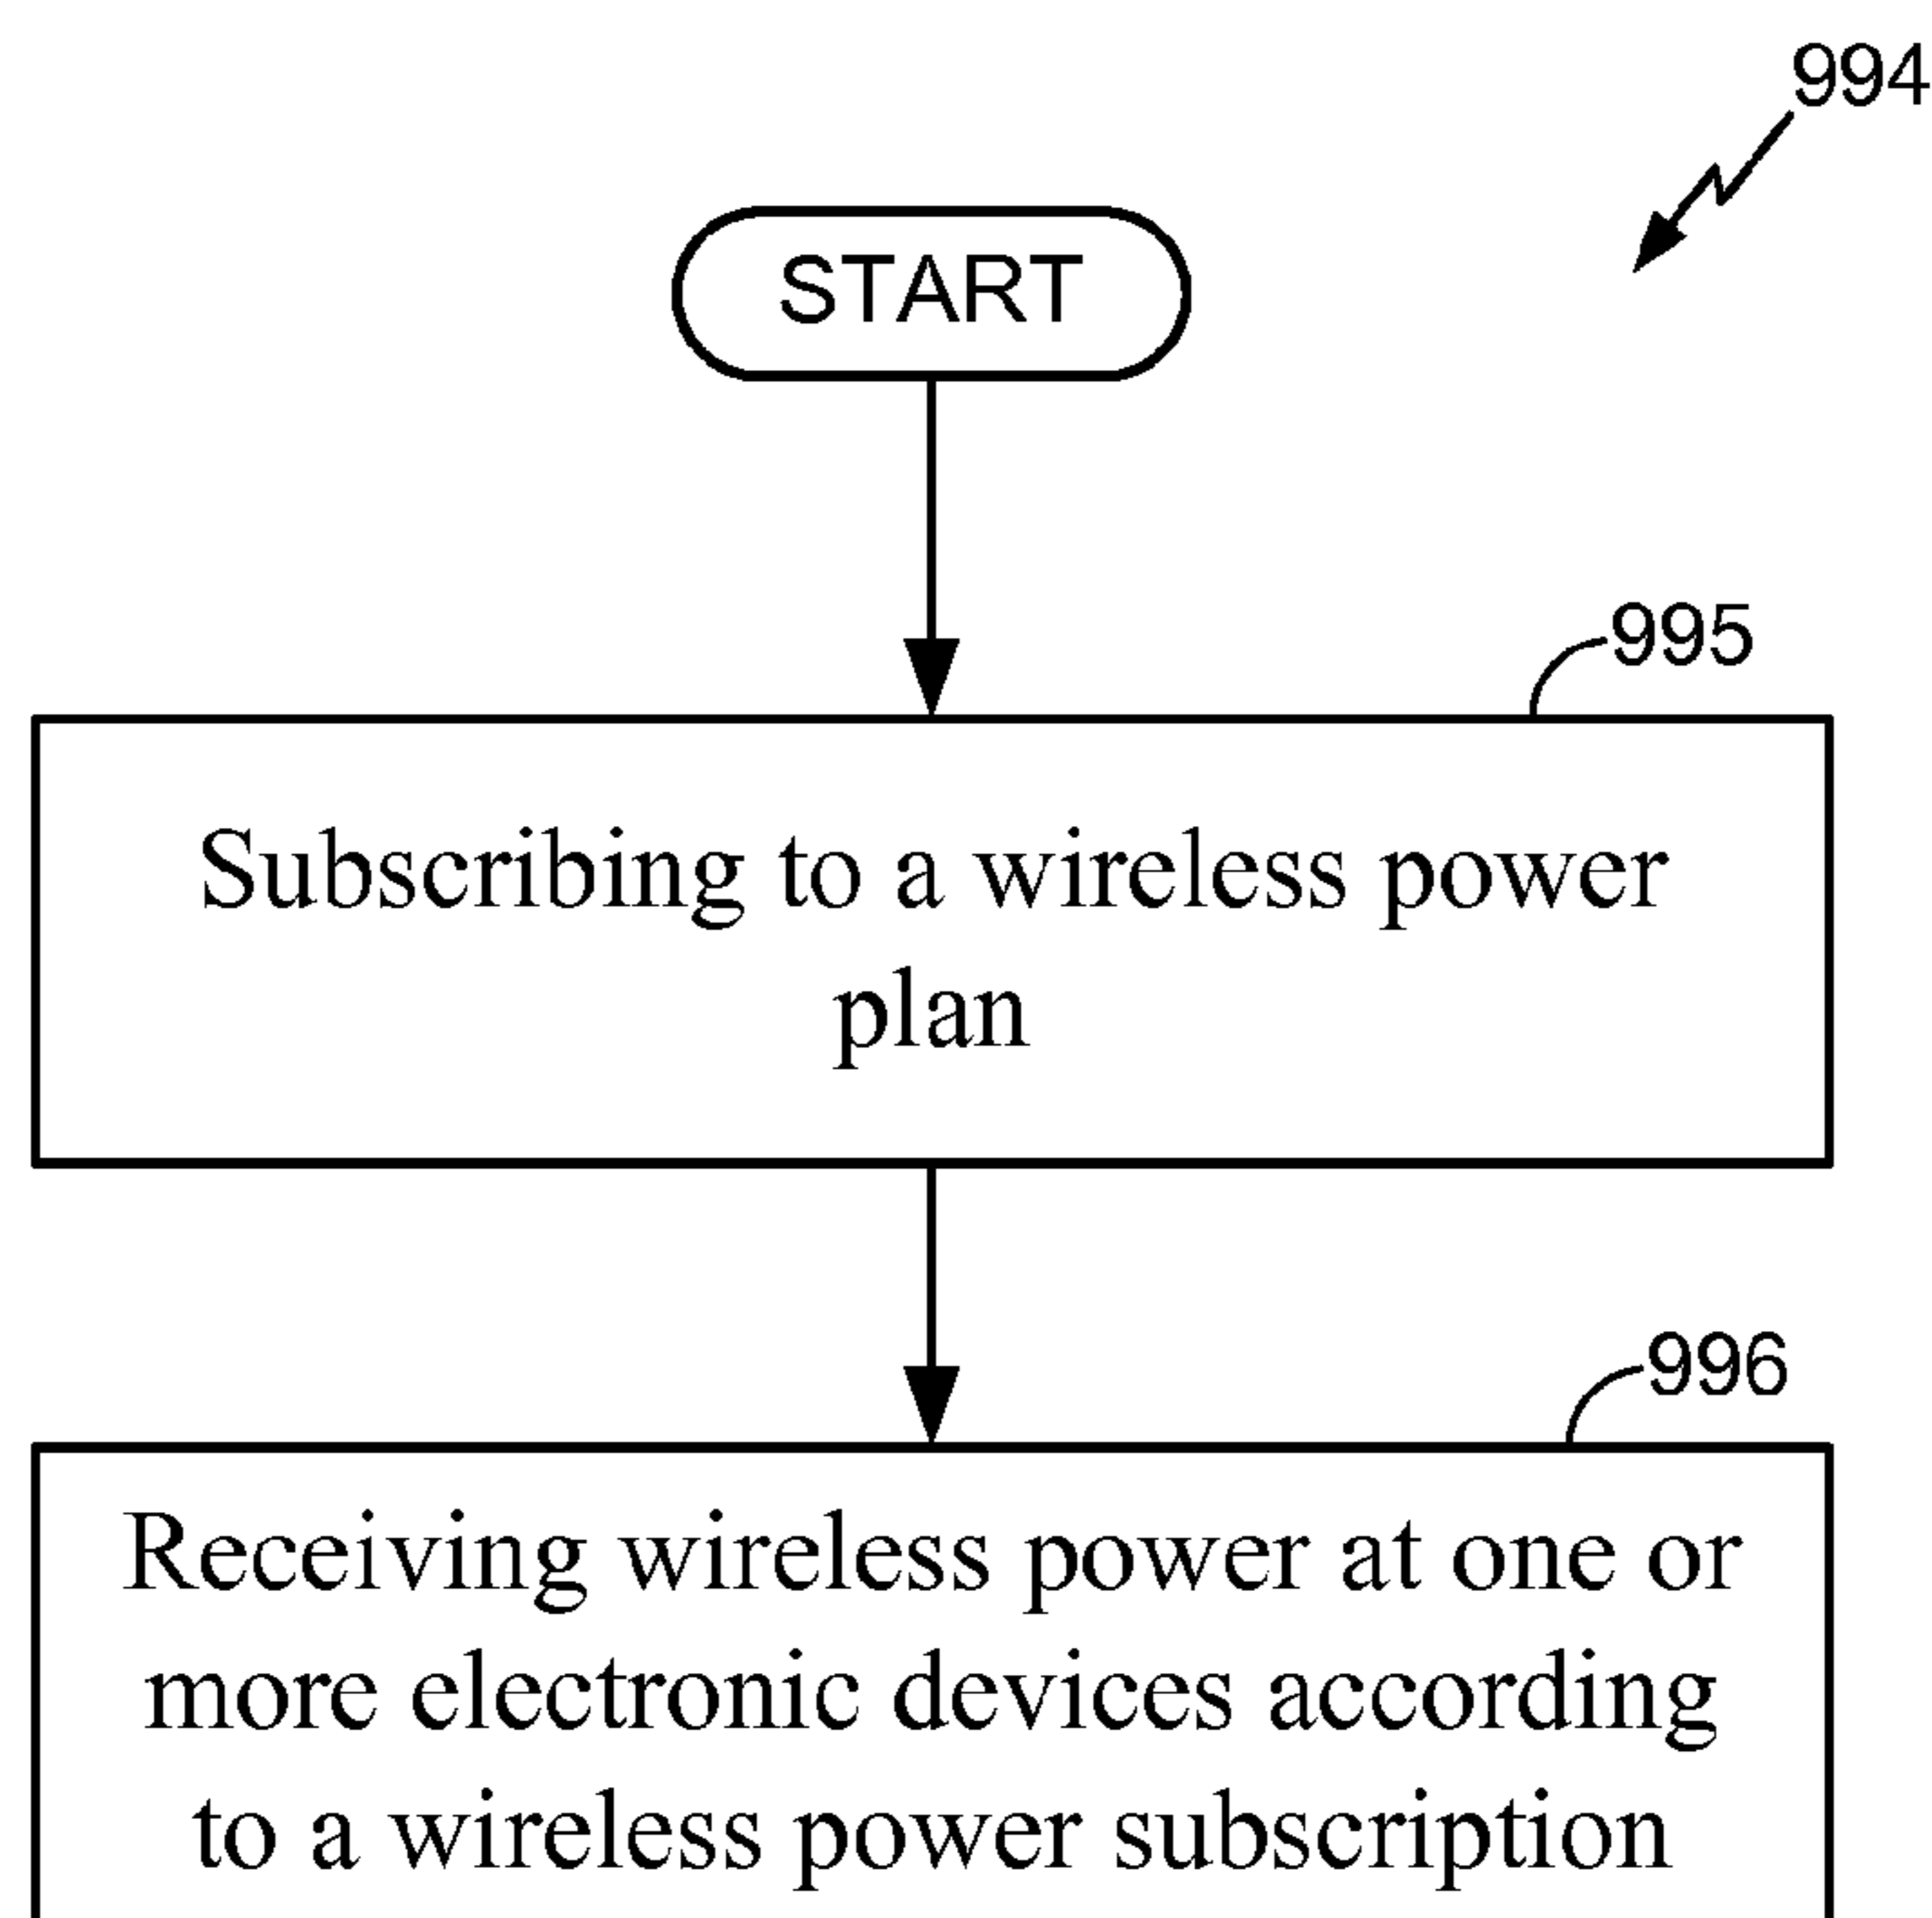 994
START
995
Subscribing to a wireless power
plan
996
Receiving wireless power at one or
more electronic devices according
to a wireless power subscription